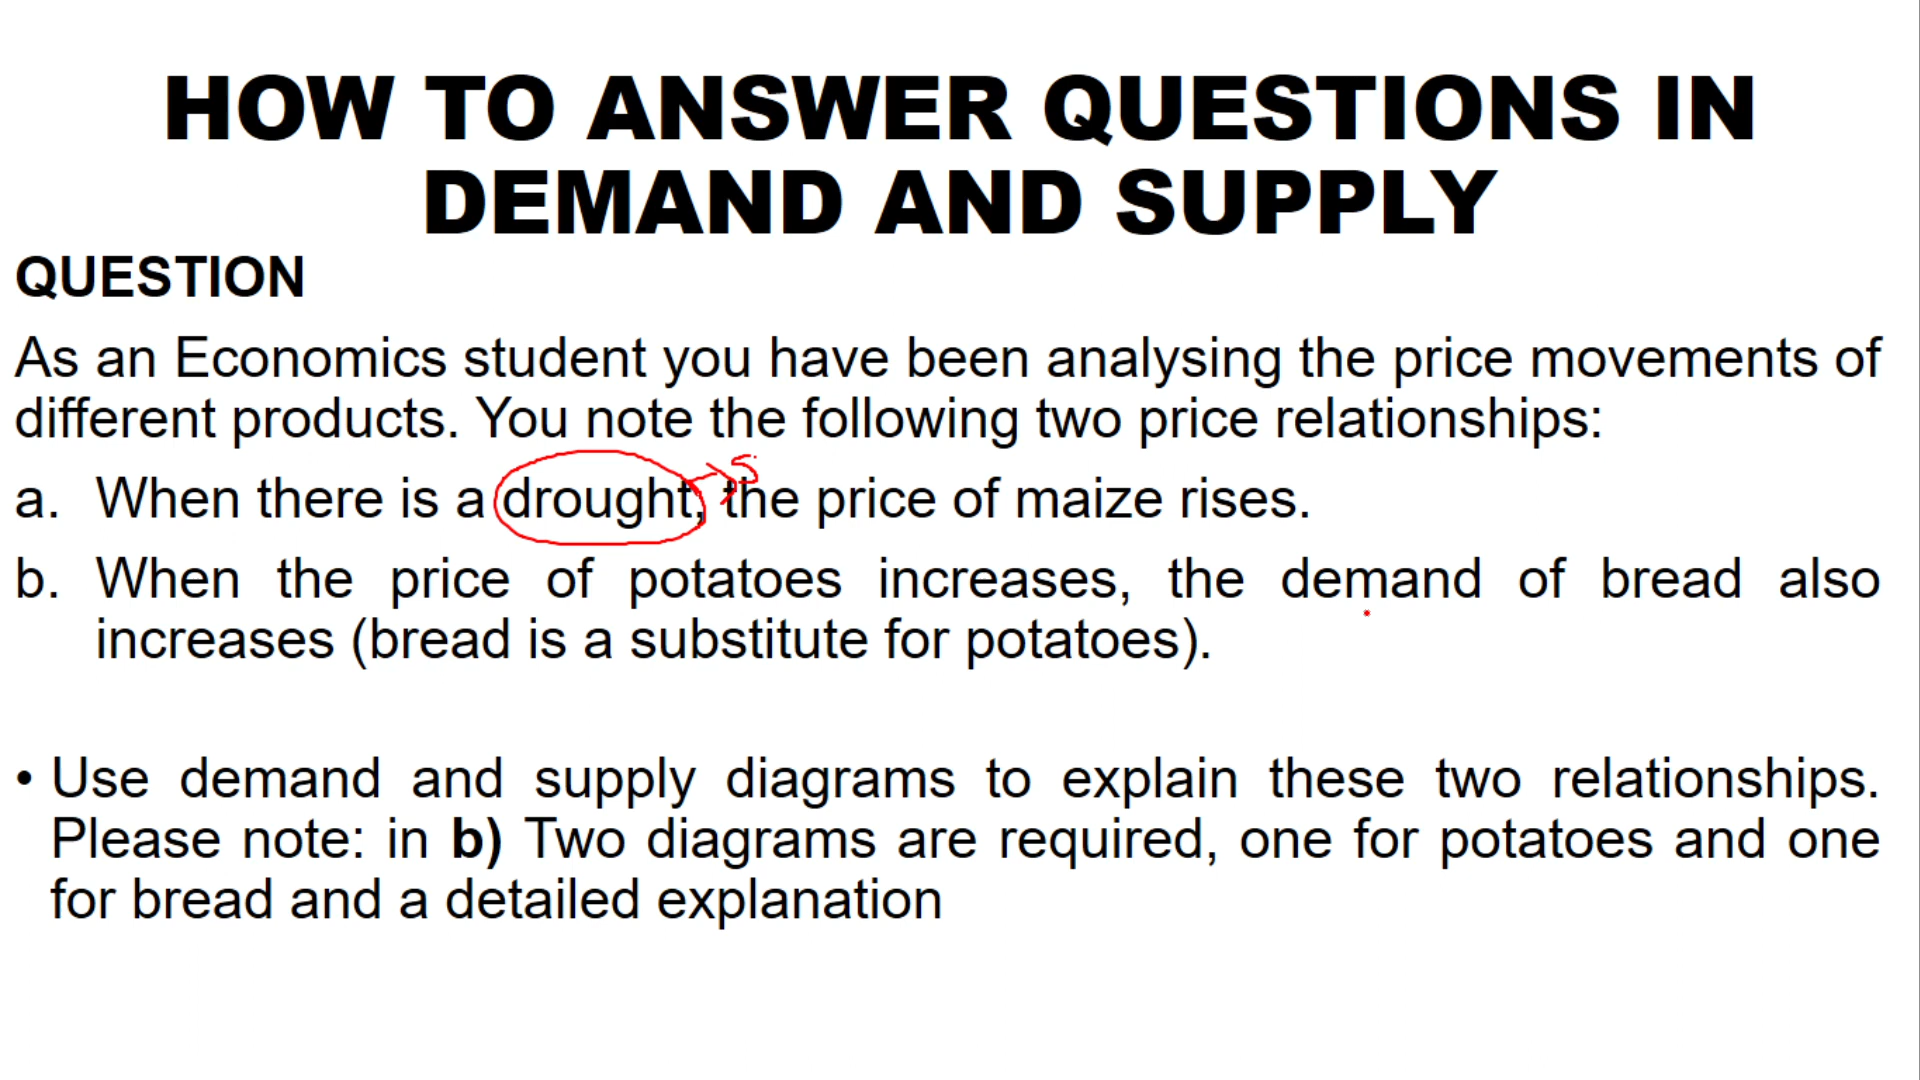 HOW TO ANSWER QUESTIONS IN
DEMAND AND SUPPLY
QUESTION
As an Economics student you have been analysing the price movements of
different products. You note the following two price relationships:
S
a. When there is a drought, the price of maize rises.
b. When the price of potatoes increases, the demand of bread also
increases (bread is a substitute for potatoes).
• Use demand and supply diagrams to explain these two relationships.
Please note: in b) Two diagrams are required, one for potatoes and one
for bread and a detailed explanation